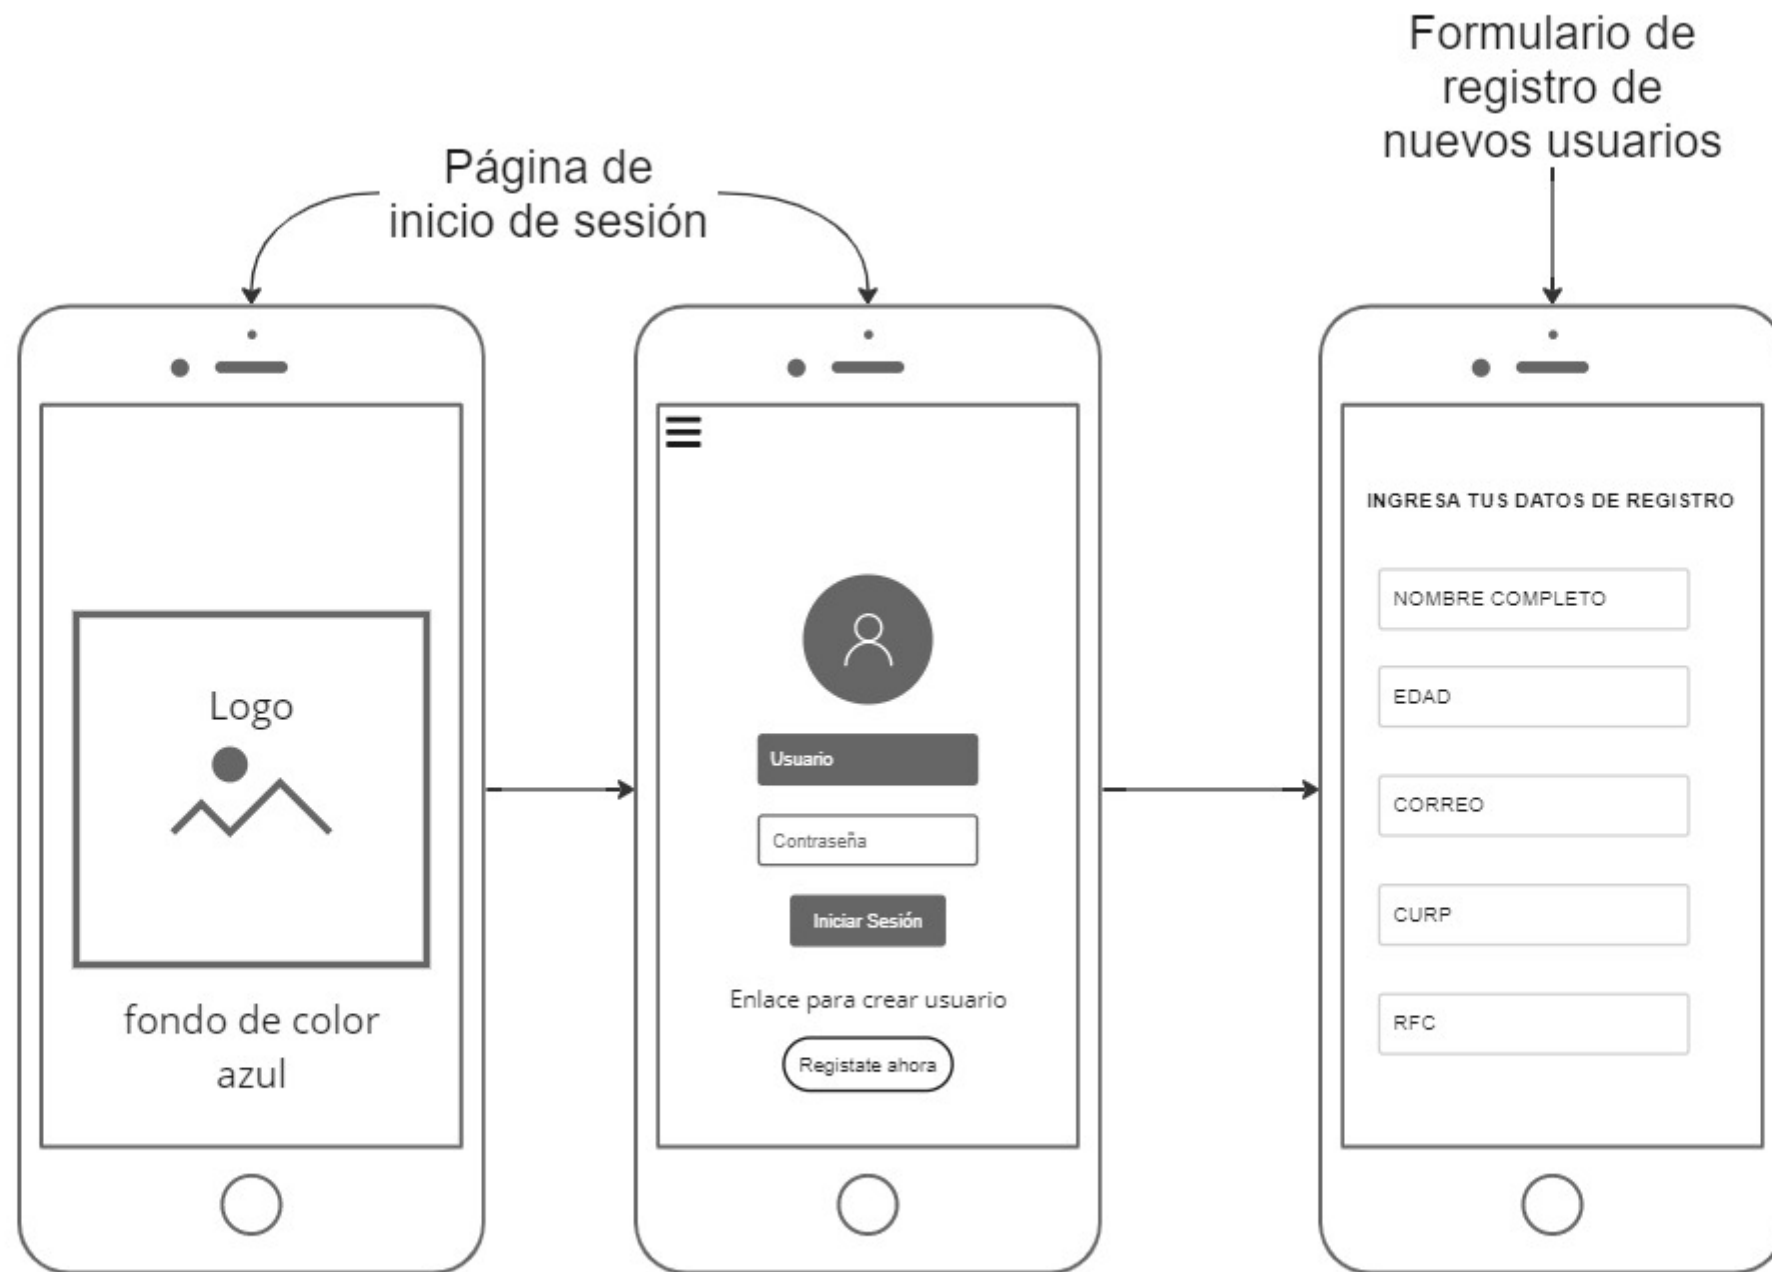 Página de
inicio de sesión
Formulario de
registro de
nuevos usuarios
Logo
fondo de color
azul
Usuario
Contraseña
Iniciar Sesión
Enlace para crear usuario
Registate ahora
INGRESA TUS DATOS DE REGISTRO
NOMBRE COMPLETO
EDAD
CORREO
CURP
RFC